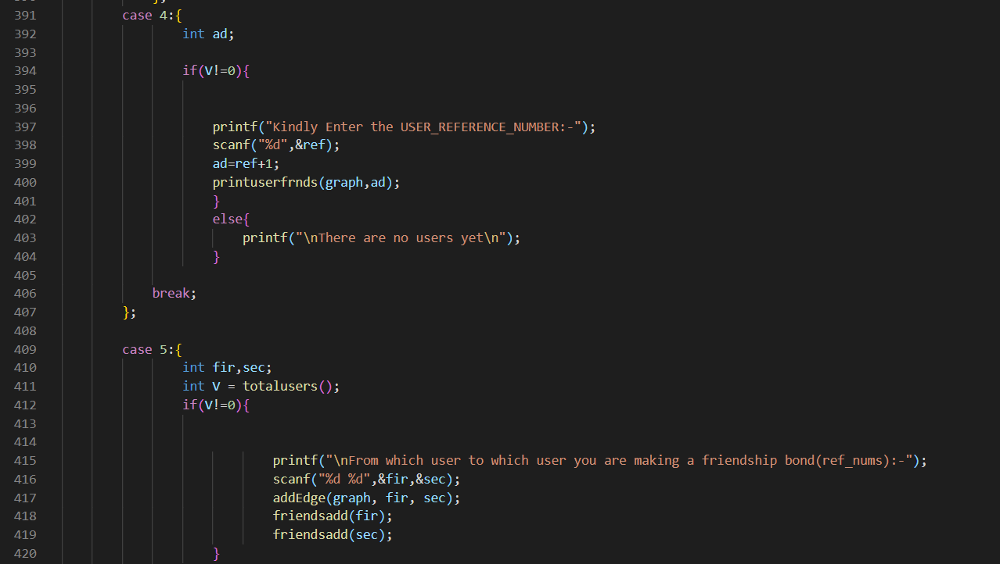 391 case 4:{
392 int ad;
393
394 if(V!=0){
395
396
397 printf("Kindly Enter the USER_REFERENCE_NUMBER:-");
398 scanf("%d",&ref);
399 ad=ref+1;
400 printuserfrnds(graph,ad);
401 }
402 else{
403 printf("\nThere are no users yet\n");
404 }
405
406 break;
407 };
408
409 case 5:{
410 int fir,sec;
411 int V = totalusers();
412 if(V!=0){
413
414
415 printf("\nFrom which user to which user you are making a friendship bond(ref_nums):-");
416 scanf("%d %d",&fir,&sec);
417 addEdge(graph, fir, sec);
418 friendsadd(fir);
419 friendsadd(sec);
420 }